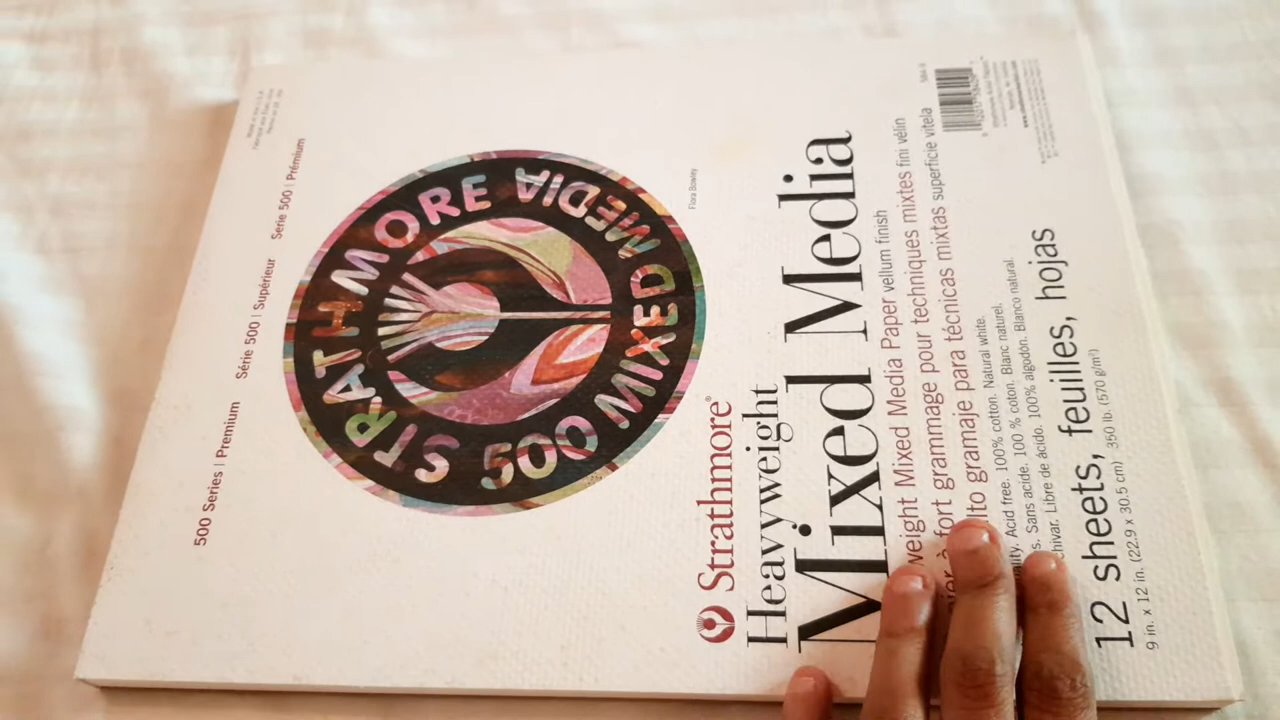 500 Series | Premium
Série 500 | Supérieur
Serie 500 | Prémium
STRATHMORE
500 MIXED MEDIA
Flora Bowley
Strathmore®
Heavyweight
Mixed Media
weight Mixed Media Paper vellum finish
fort grammage pour techniques mixtes fini vélin
lto gramaje para técnicas mixtas superficie vitela
Acid free. 100% cotton. Natural white.
Sans acide. 100 % coton. Blanc naturel.
Libre de ácido. 100% algodón. Blanco natural.
12 sheets, feuilles, hojas
9 in. x 12 in. (22.9 x 30.5 cm) 350 lb. (570 g/m²)